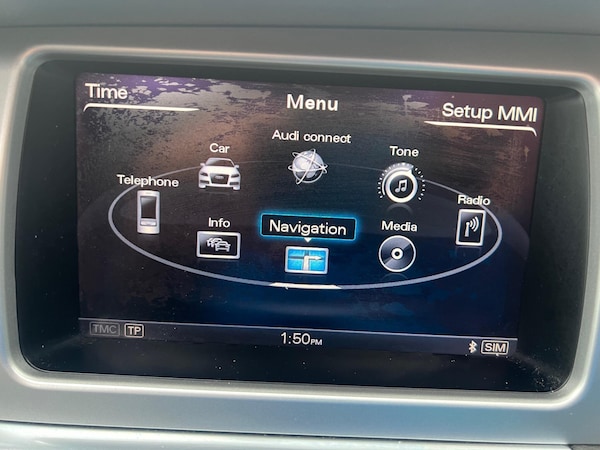 Time
Menu
Setup MMI
Audi connect
Car
Tone
Telephone
Radio
Info
Navigation
Media
TMC TP
1:50PM
SIM